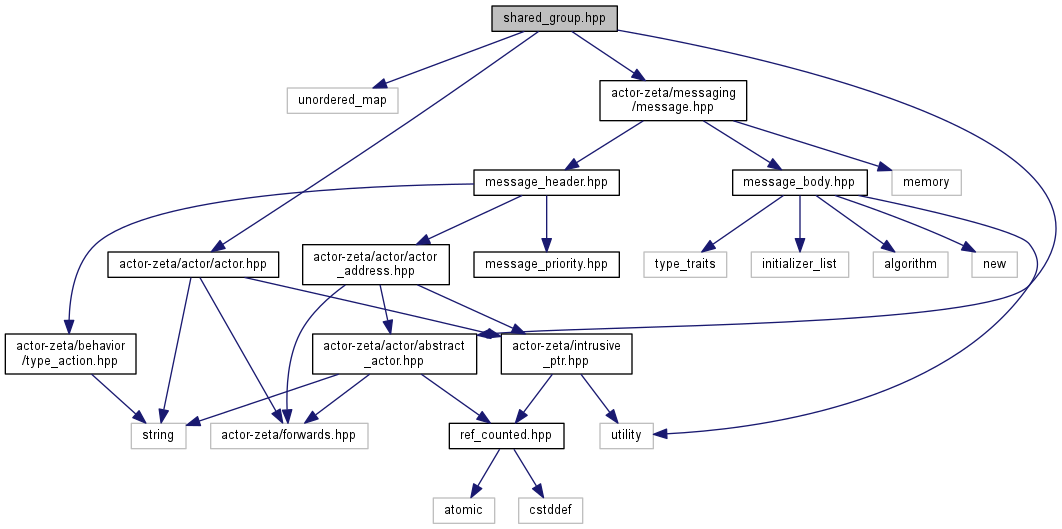 shared_group.hpp
unordered_map
actor-zeta/messaging
/message.hpp
message_header.hpp
message_body.hpp
memory
actor-zeta/actor/actor.hpp
actor-zeta/actor/actor
_address.hpp
message_priority.hpp
type_traits
initializer_list
algorithm
new
actor-zeta/behavior
/type_action.hpp
actor-zeta/actor/abstract
_actor.hpp
actor-zeta/intrusive
_ptr.hpp
string
actor-zeta/forwards.hpp
ref_counted.hpp
utility
atomic
cstddef